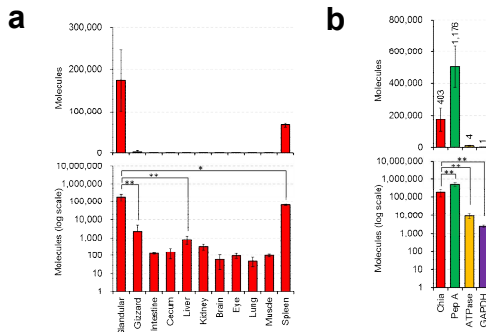 a
Molecules
300,000
200,000
100,000
0
Molecules (log scale)
10,000,000
1,000,000
100,000
10,000
1,000
100
10
1
**
**
*
Glandular
Gizzard
Intestine
Cecum
Liver
Kidney
Brain
Eye
Lung
Muscle
Spleen
b
Molecules
800,000
600,000
400,000
200,000
0
403
1,176
4
1
Molecules (log scale)
10,000,000
1,000,000
100,000
10,000
1,000
100
10
1
**
**
**
Chia
Pep A
ATPase
GAPDH